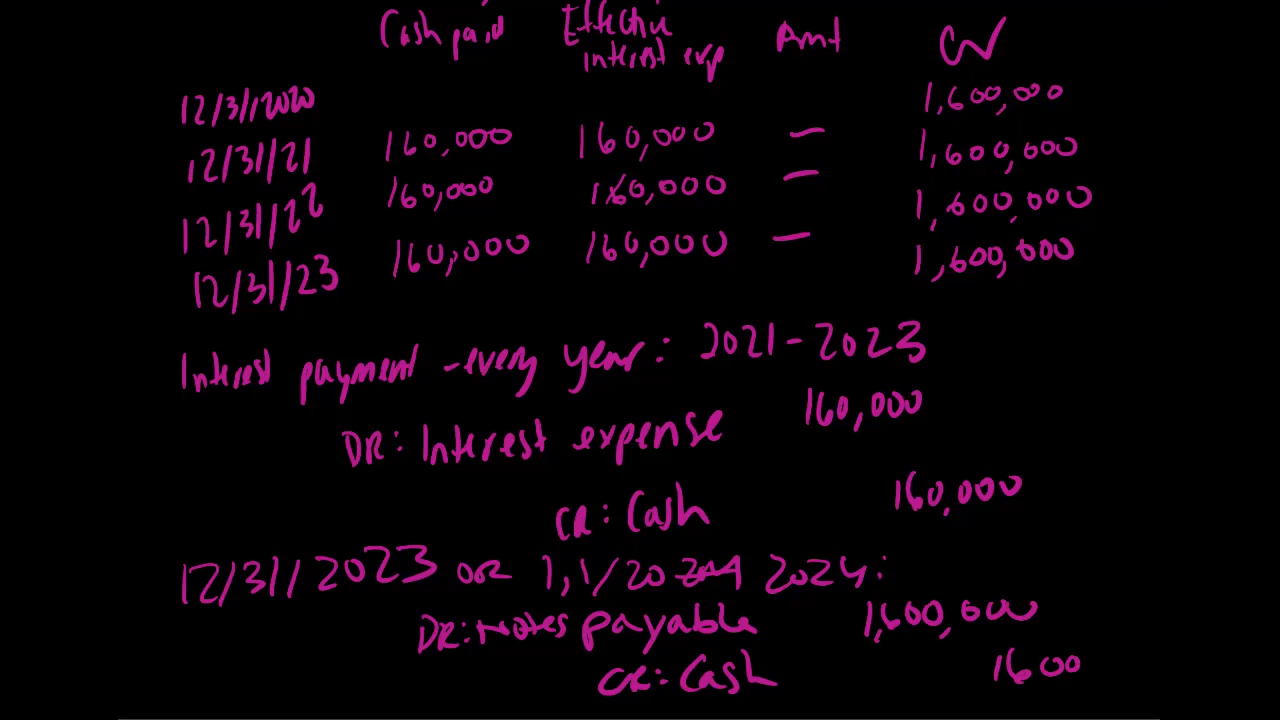 Cash paid Effective interest exp Amt CV
12/31/2020 1,600,000
12/31/21 160,000 160,000 — 1,600,000
12/31/22 160,000 160,000 — 1,600,000
12/31/23 160,000 160,000 — 1,600,000
Interest payment - every year: 2021-2023
DR: Interest expense 160,000
CR: Cash 160,000
12/31/2023 or 1,1/20 2024:
DR: Notes payable 1,600,000
CR: Cash 1600